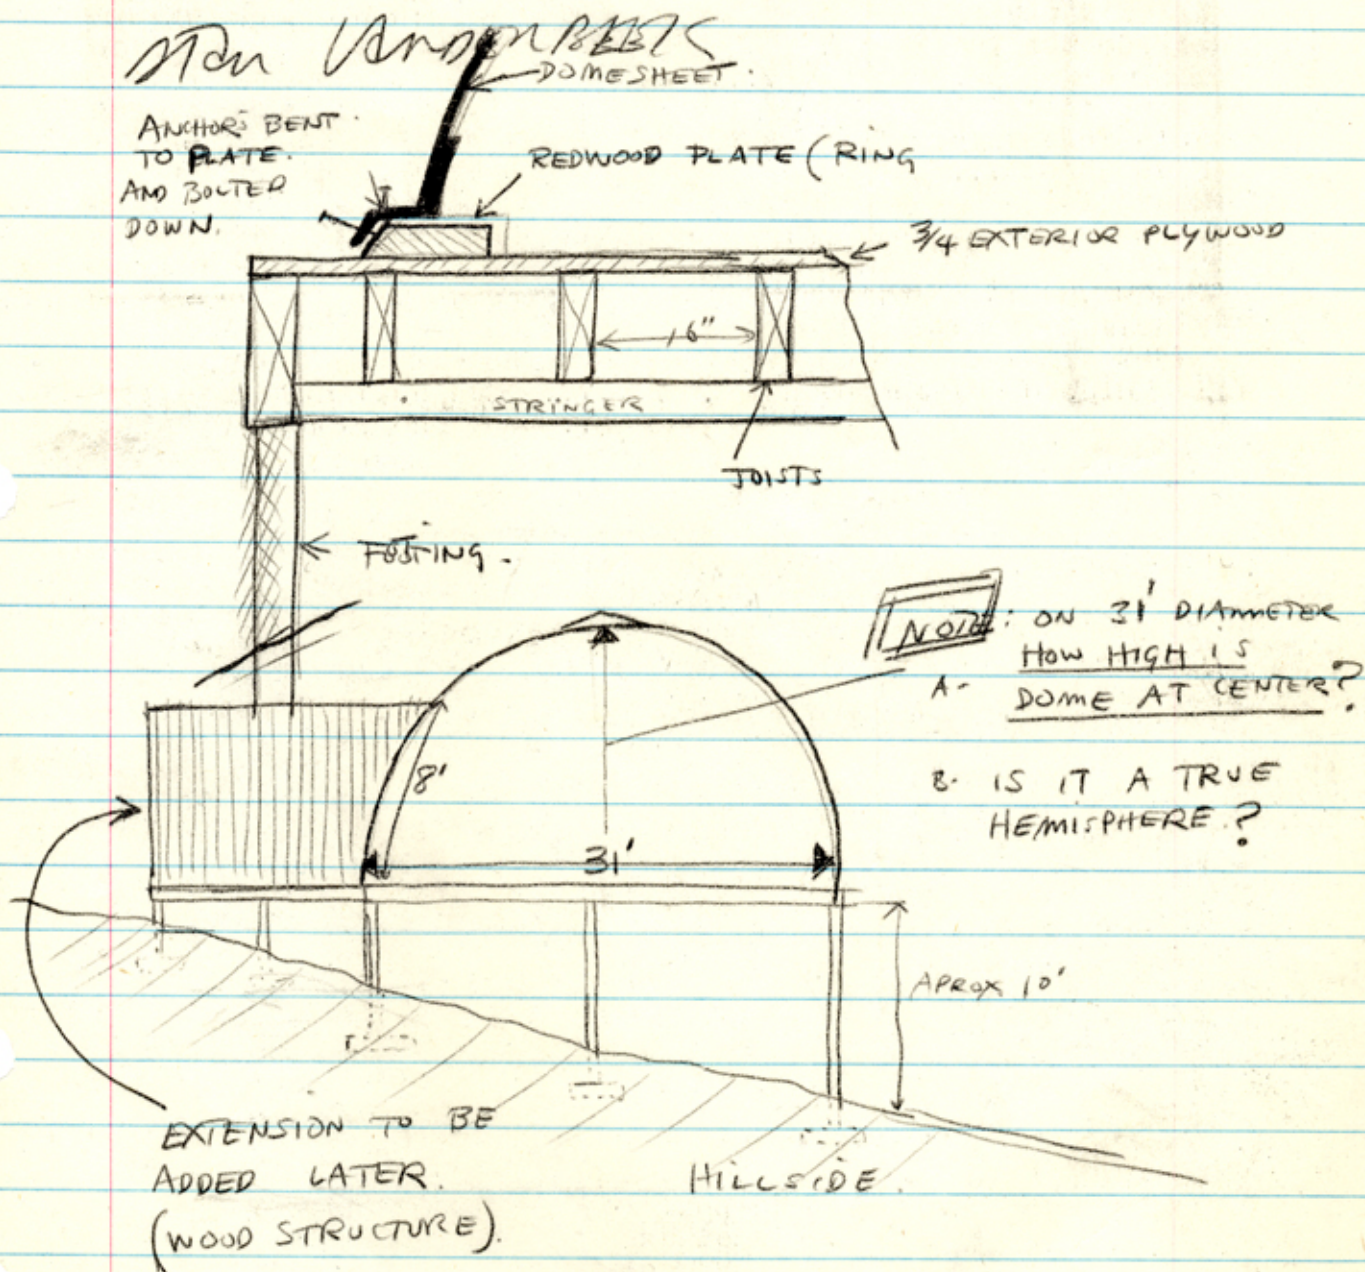 Stan VanDerBeek
DOMESHEET.
ANCHORS BENT
TO PLATE.
AND BOLTED
DOWN.
REDWOOD PLATE (RING
3/4 EXTERIOR PLYWOOD
16"
STRINGER
JOISTS
FOOTING.
NOTE: ON 31' DIAMETER
HOW HIGH IS
A- DOME AT CENTER?
B- IS IT A TRUE
HEMISPHERE.?
8'
31'
APROX 10'
EXTENSION TO BE
ADDED LATER.
(WOOD STRUCTURE).
HILLSIDE.